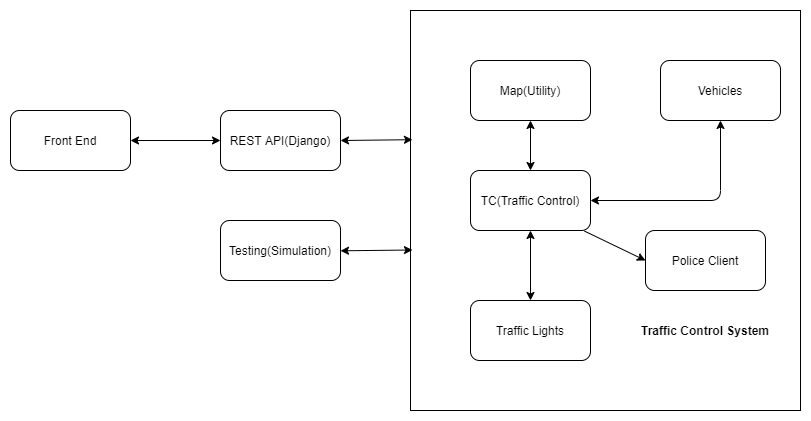 Map(Utility)
Vehicles
Front End
REST API(Django)
TC(Traffic Control)
Testing(Simulation)
Police Client
Traffic Lights
Traffic Control System